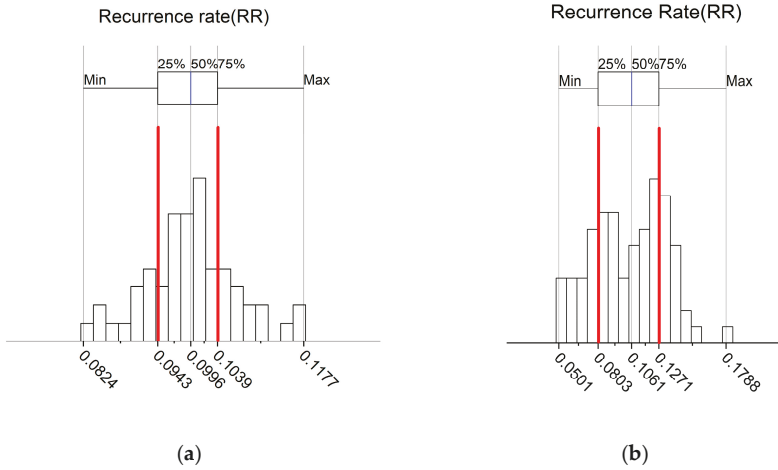 Recurrence rate(RR)
25% 50%75%
Min Max
0.0824 0.0943 0.0996 0.1039 0.1177
(a)
Recurrence Rate(RR)
25% 50% 75%
Min Max
0.0501 0.0803 0.1061 0.1271 0.1788
(b)